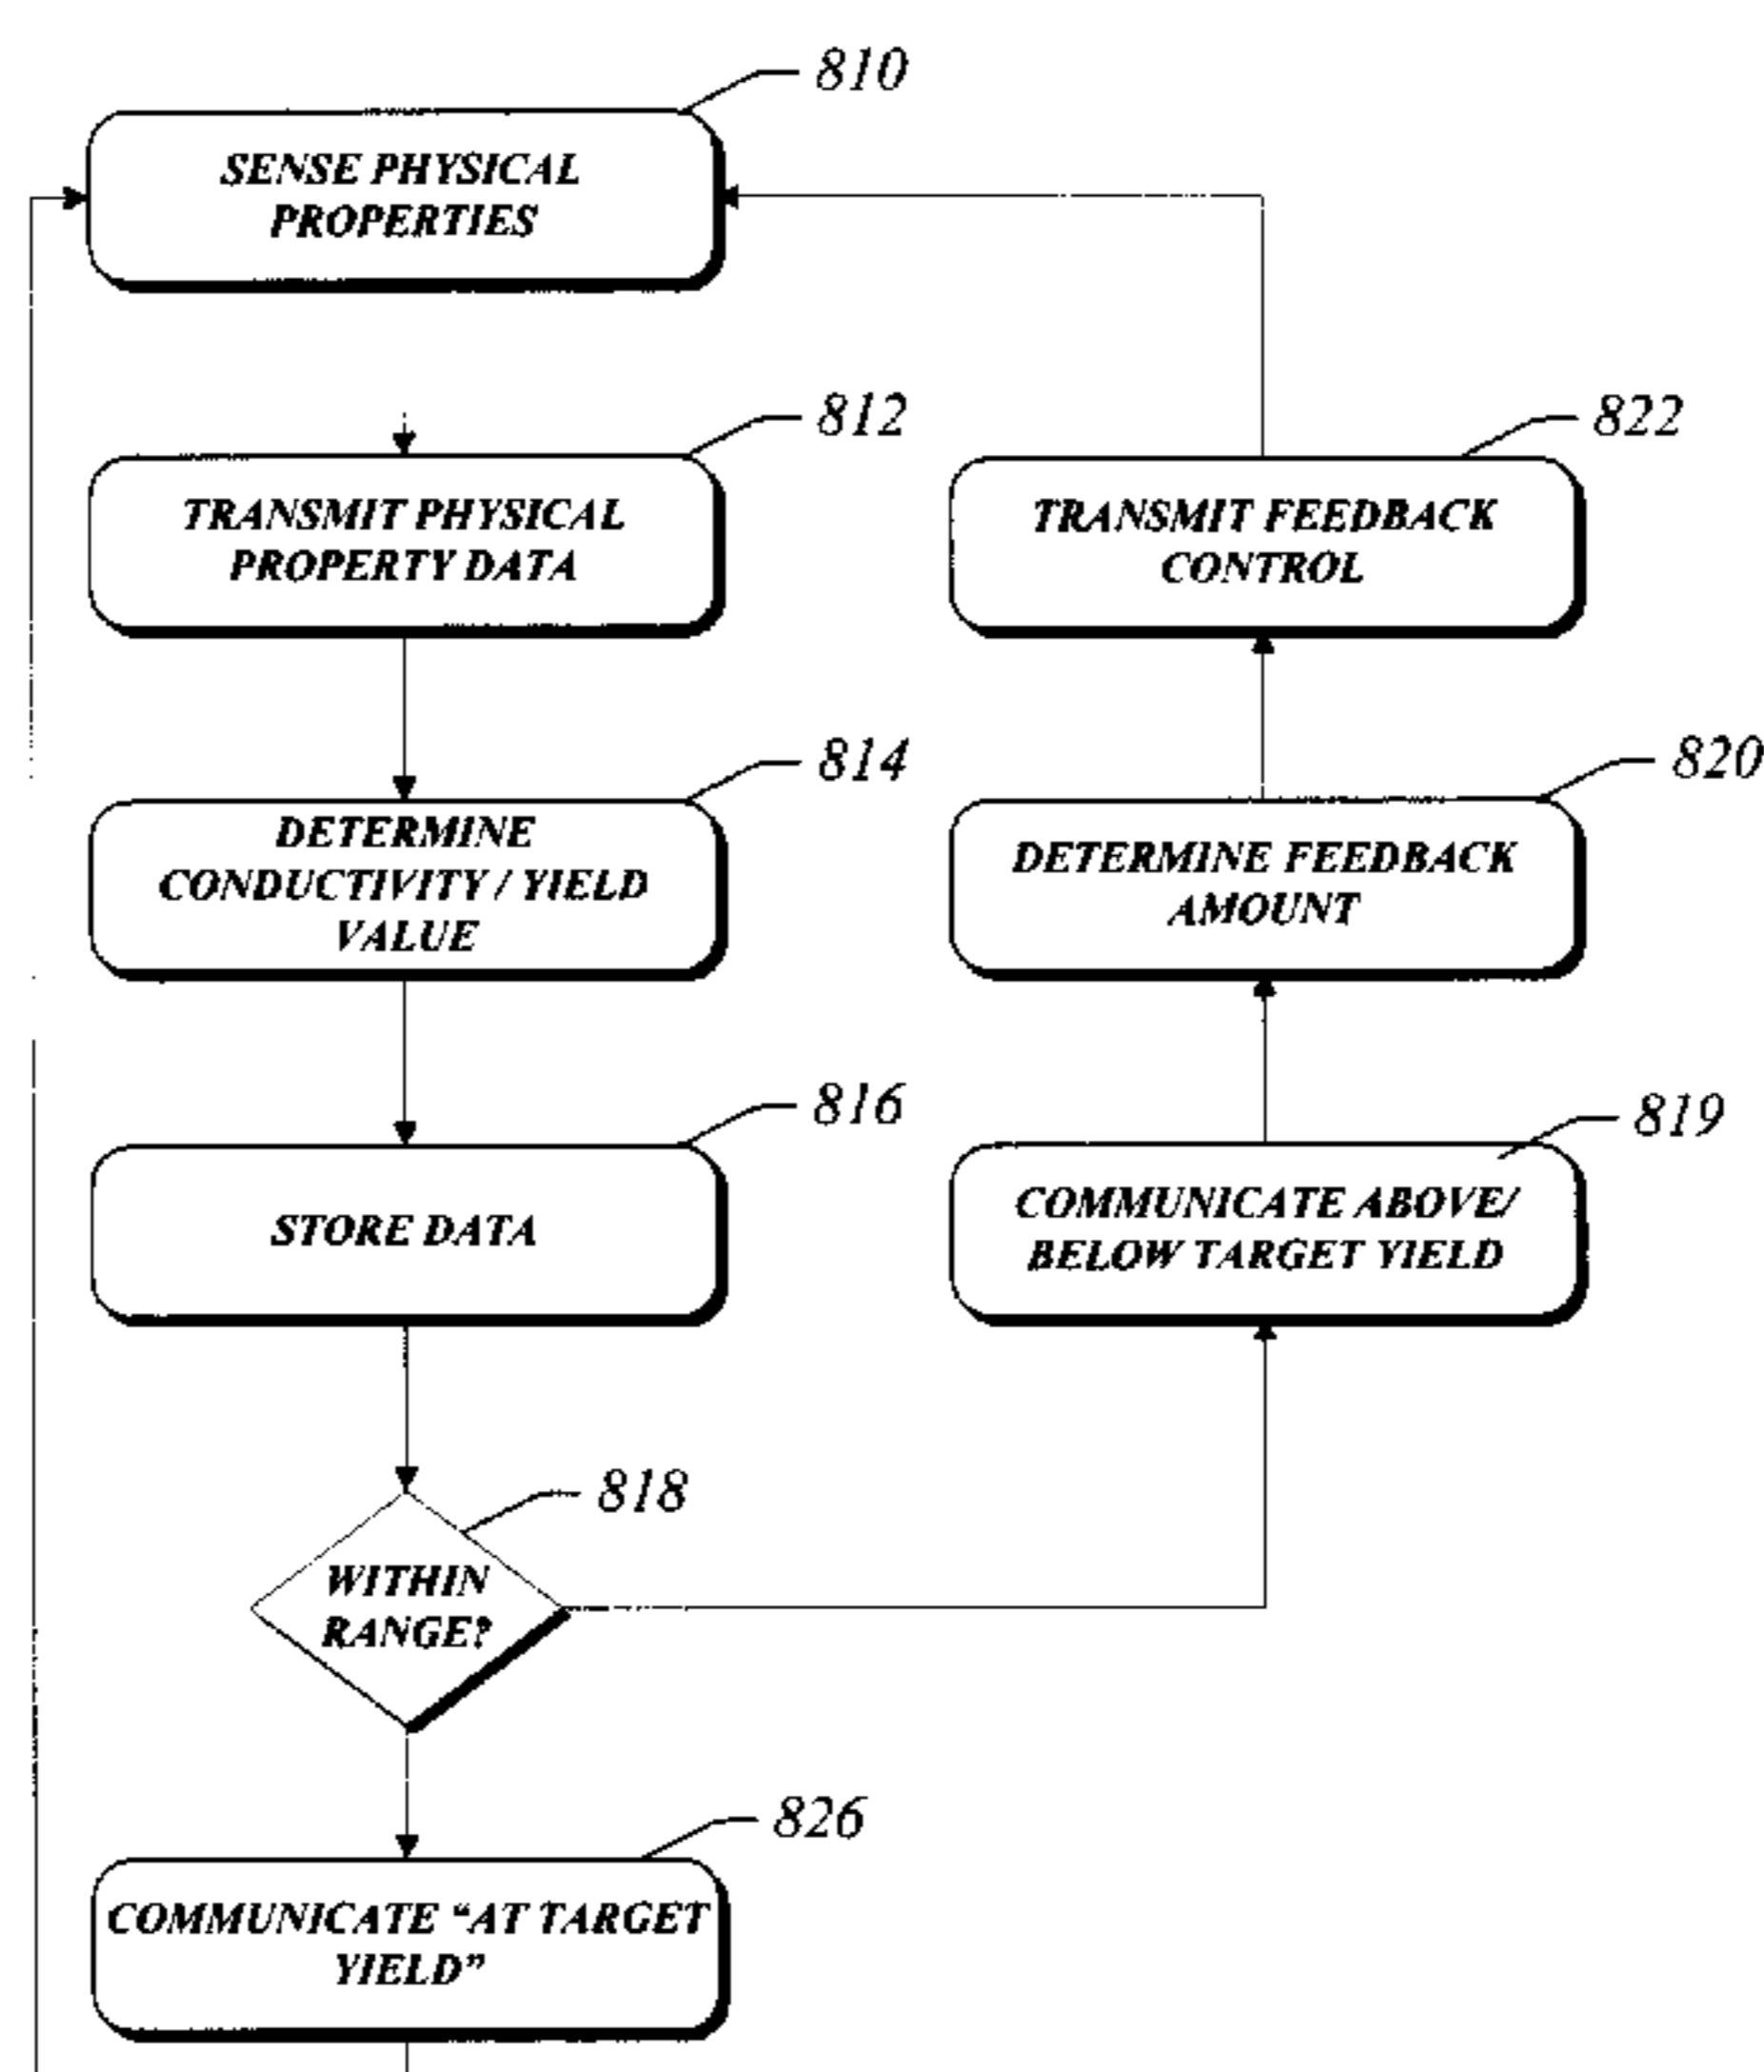 810
SENSE PHYSICAL
PROPERTIES
812
TRANSMIT PHYSICAL
PROPERTY DATA
822
TRANSMIT FEEDBACK
CONTROL
814
DETERMINE
CONDUCTIVITY / YIELD
VALUE
820
DETERMINE FEEDBACK
AMOUNT
816
STORE DATA
819
COMMUNICATE ABOVE/
BELOW TARGET YIELD
818
WITHIN
RANGE?
826
COMMUNICATE “AT TARGET
YIELD”